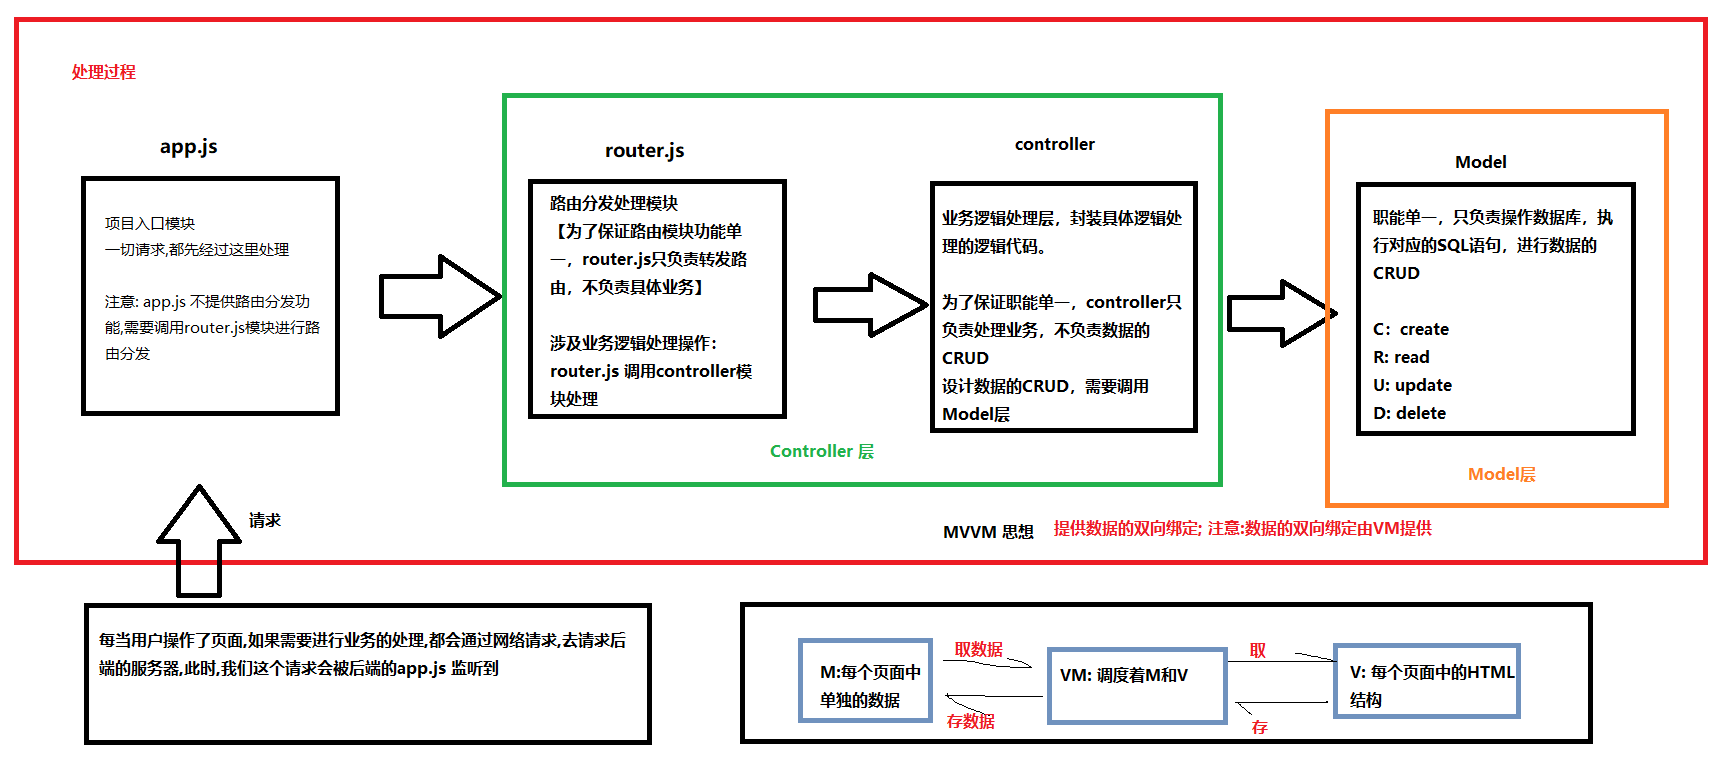 处理过程
app.js
项目入口模块
一切请求,都先经过这里处理
注意: app.js 不提供路由分发功
能,需要调用router.js模块进行路
由分发
router.js
路由分发处理模块
【为了保证路由模块功能单
一，router.js只负责转发路
由，不负责具体业务】
涉及业务逻辑处理操作：
router.js 调用controller模
块处理
controller
业务逻辑处理层，封装具体逻辑处
理的逻辑代码。
为了保证职能单一，controller只
负责处理业务，不负责数据的
CRUD
设计数据的CRUD，需要调用
Model层
Controller 层
Model
职能单一，只负责操作数据库，执
行对应的SQL语句，进行数据的
CRUD
C：create
R: read
U: update
D: delete
Model层
请求
MVVM 思想 提供数据的双向绑定; 注意:数据的双向绑定由VM提供
每当用户操作了页面,如果需要进行业务的处理,都会通过网络请求,去请求后
端的服务器,此时,我们这个请求会被后端的app.js 监听到
M:每个页面中
单独的数据
取数据
存数据
VM: 调度着M和V
取
存
V: 每个页面中的HTML
结构